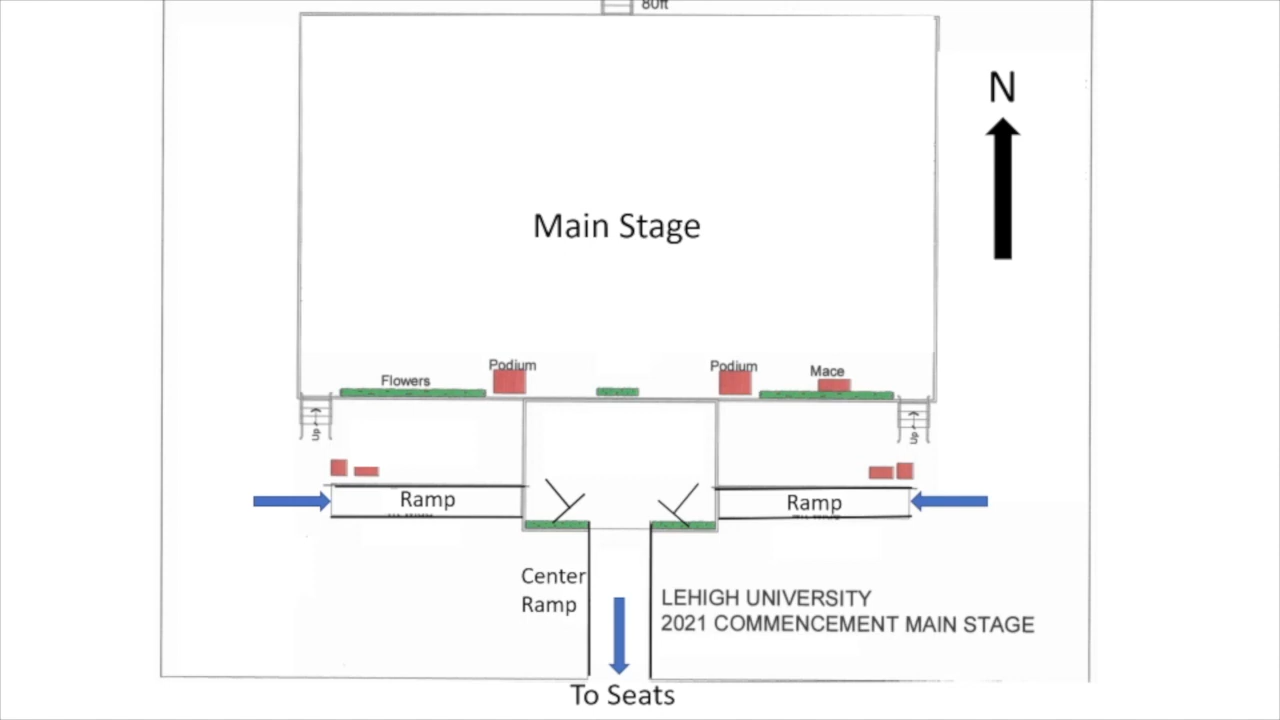 80ft
N
Main Stage
Podium
Podium
Flowers
Mace
Up
Up
Ramp
Ramp
Center
Ramp
LEHIGH UNIVERSITY
2021 COMMENCEMENT MAIN STAGE
To Seats